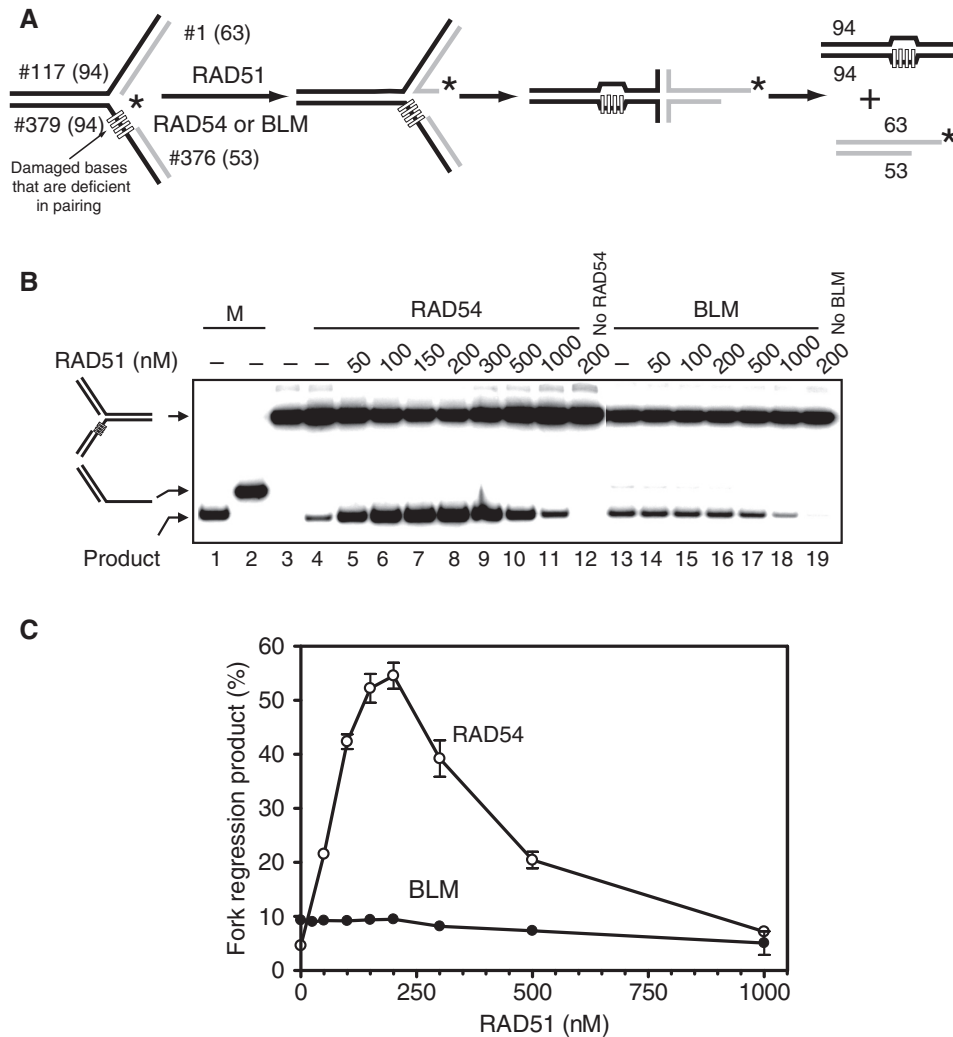 A
#1 (63)
#117 (94)
RAD51
*
#379 (94)
RAD54 or BLM
#376 (53)
Damaged bases
that are deficient
in pairing
*
*
94
94
+
63
*
53
B
M
RAD54
No RAD54
BLM
No BLM
RAD51 (nM)
– – – – 50 100 150 200 300 500 1000 200 – 50 100 200 500 1000 200
Product
1 2 3 4 5 6 7 8 9 10 11 12 13 14 15 16 17 18 19
C
Fork regression product (%)
60
50
40
30
20
10
0
RAD54
BLM
0 250 500 750 1000
RAD51 (nM)